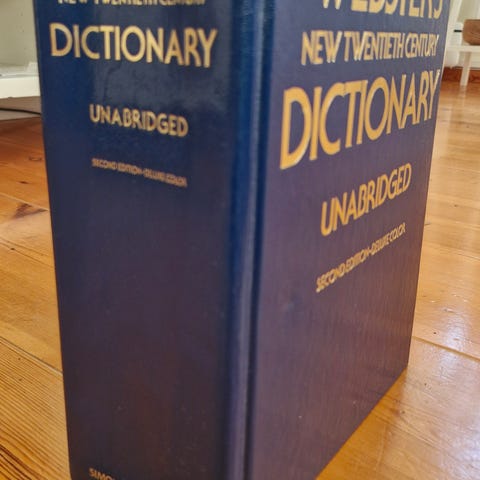 NEW TWENTIETH CENTURY
DICTIONARY
UNABRIDGED
SECOND EDITION-DELUXE COLOR
SIMO
WEBSTER'S
NEW TWENTIETH CENTURY
DICTIONARY
UNABRIDGED
SECOND EDITION-DELUXE COLOR